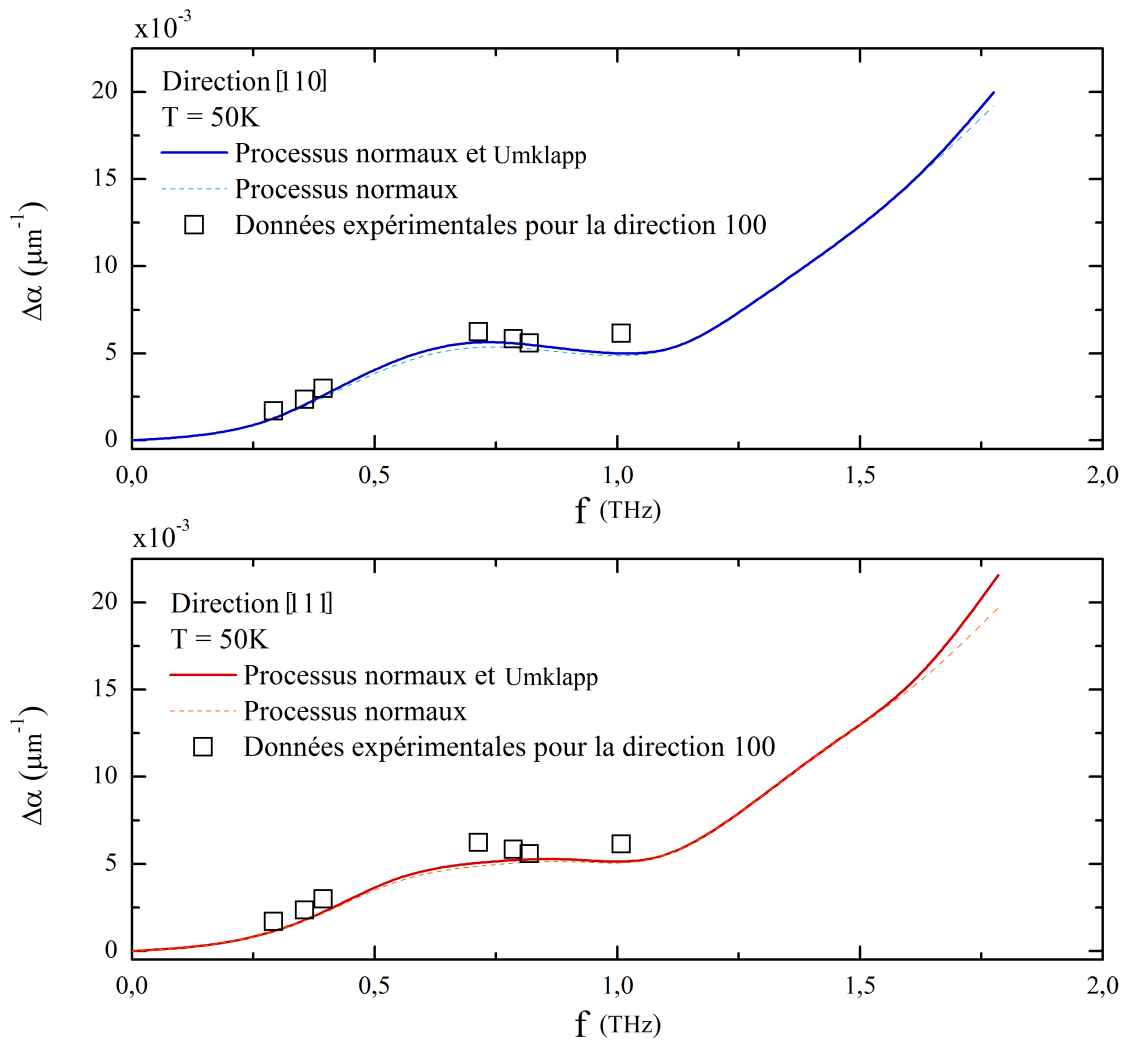 x10⁻³
Direction [110]
T = 50K
Processus normaux et Umklapp
Processus normaux
Données expérimentales pour la direction 100
20
15
10
5
0
Δα (μm⁻¹)
0,0 0,5 1,0 1,5 2,0
f (THz)
x10⁻³
Direction [111]
T = 50K
Processus normaux et Umklapp
Processus normaux
Données expérimentales pour la direction 100
20
15
10
5
0
Δα (μm⁻¹)
0,0 0,5 1,0 1,5 2,0
f (THz)